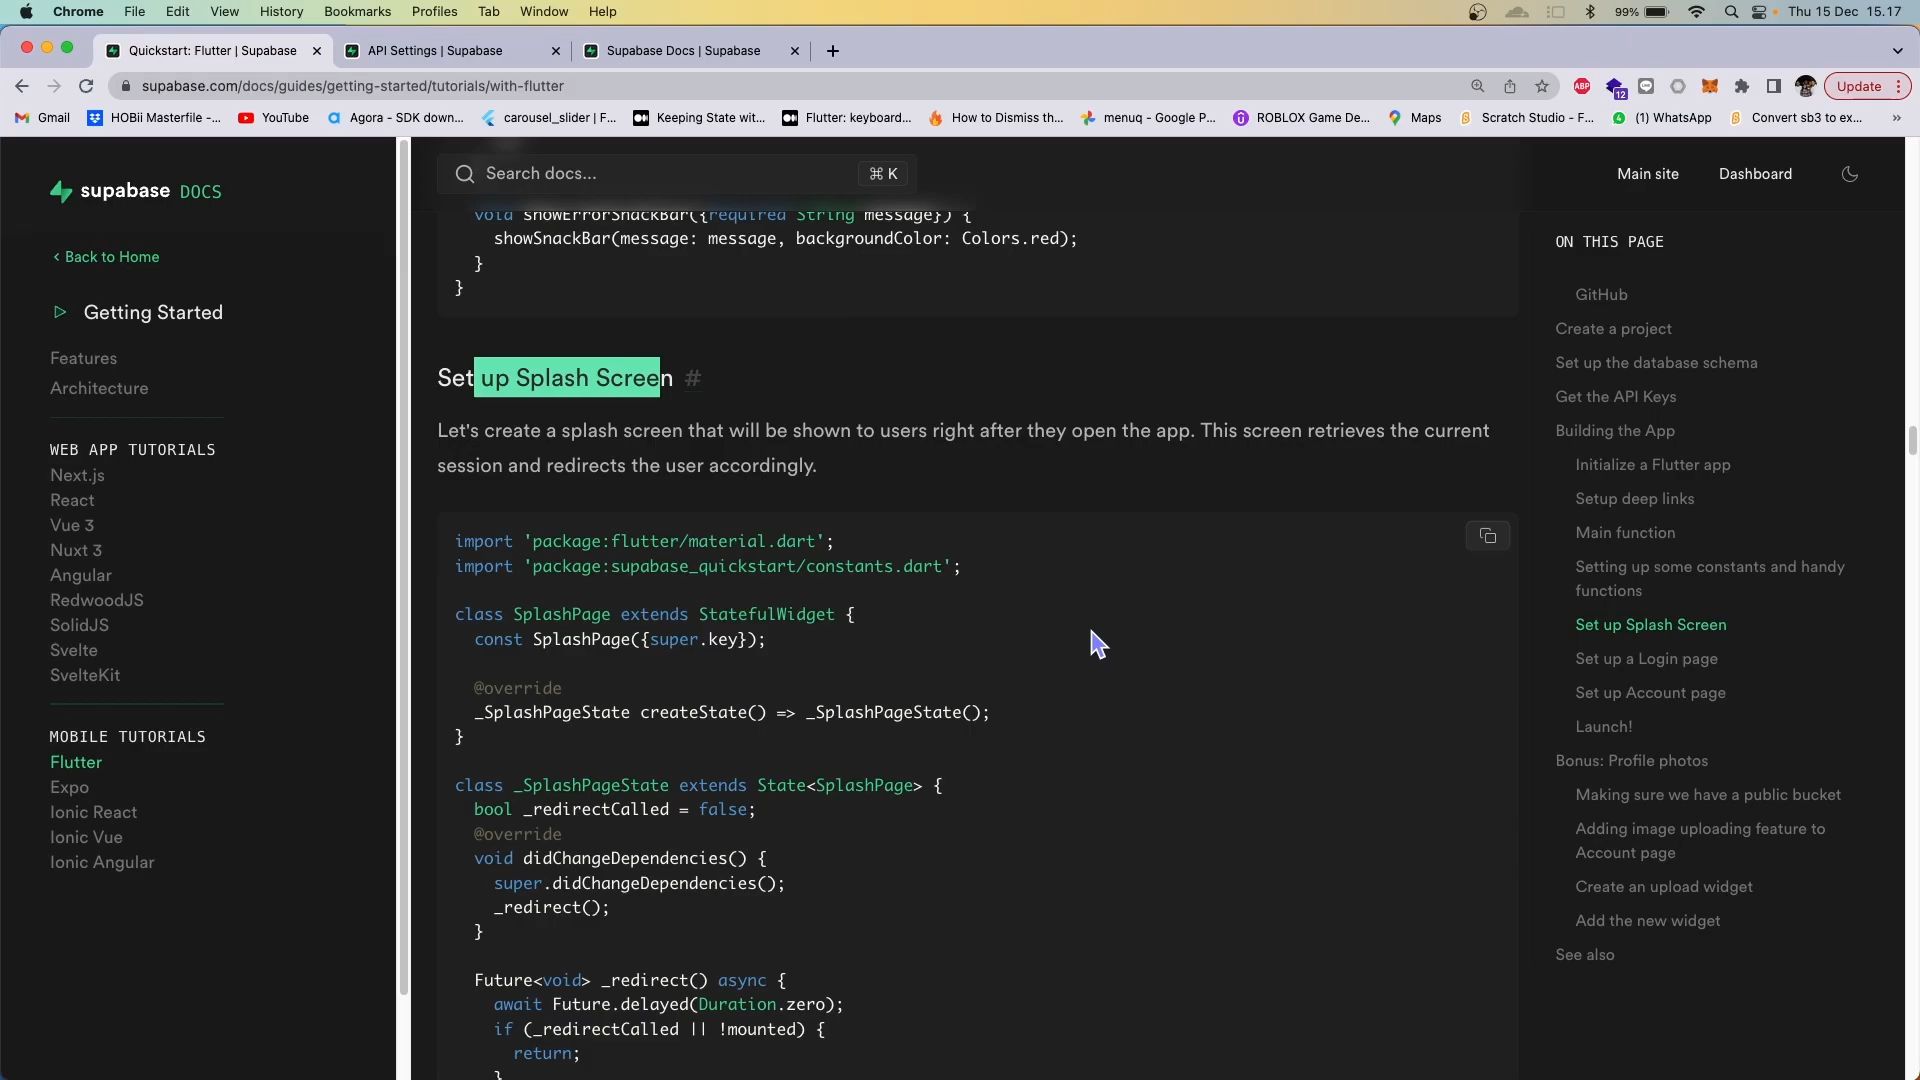 Chrome File Edit View History Bookmarks Profiles Tab Window Help 99% Thu 15 Dec 15.17
Quickstart: Flutter | Supabase API Settings | Supabase Supabase Docs | Supabase
supabase.com/docs/guides/getting-started/tutorials/with-flutter ABP 12 Update
Gmail HOBii Masterfile -... YouTube Agora - SDK down... carousel_slider | F... Keeping State wit... Flutter: keyboard... How to Dismiss th... menuq - Google P... ROBLOX Game De... Maps Scratch Studio - F... (1) WhatsApp Convert sb3 to ex... »
supabase DOCS
‹ Back to Home
Getting Started
Features
Architecture
WEB APP TUTORIALS
Next.js
React
Vue 3
Nuxt 3
Angular
RedwoodJS
SolidJS
Svelte
SvelteKit
MOBILE TUTORIALS
Flutter
Expo
Ionic React
Ionic Vue
Ionic Angular
Search docs... ⌘ K
Main site Dashboard
void showErrorSnackBar({required String message}) {
showSnackBar(message: message, backgroundColor: Colors.red);
}
}
Set up Splash Screen #
Let's create a splash screen that will be shown to users right after they open the app. This screen retrieves the current
session and redirects the user accordingly.
import 'package:flutter/material.dart';
import 'package:supabase_quickstart/constants.dart';
class SplashPage extends StatefulWidget {
const SplashPage({super.key});
@override
_SplashPageState createState() => _SplashPageState();
}
class _SplashPageState extends State<SplashPage> {
bool _redirectCalled = false;
@override
void didChangeDependencies() {
super.didChangeDependencies();
_redirect();
}
Future<void> _redirect() async {
await Future.delayed(Duration.zero);
if (_redirectCalled || !mounted) {
return;
}
ON THIS PAGE
GitHub
Create a project
Set up the database schema
Get the API Keys
Building the App
Initialize a Flutter app
Setup deep links
Main function
Setting up some constants and handy
functions
Set up Splash Screen
Set up a Login page
Set up Account page
Launch!
Bonus: Profile photos
Making sure we have a public bucket
Adding image uploading feature to
Account page
Create an upload widget
Add the new widget
See also